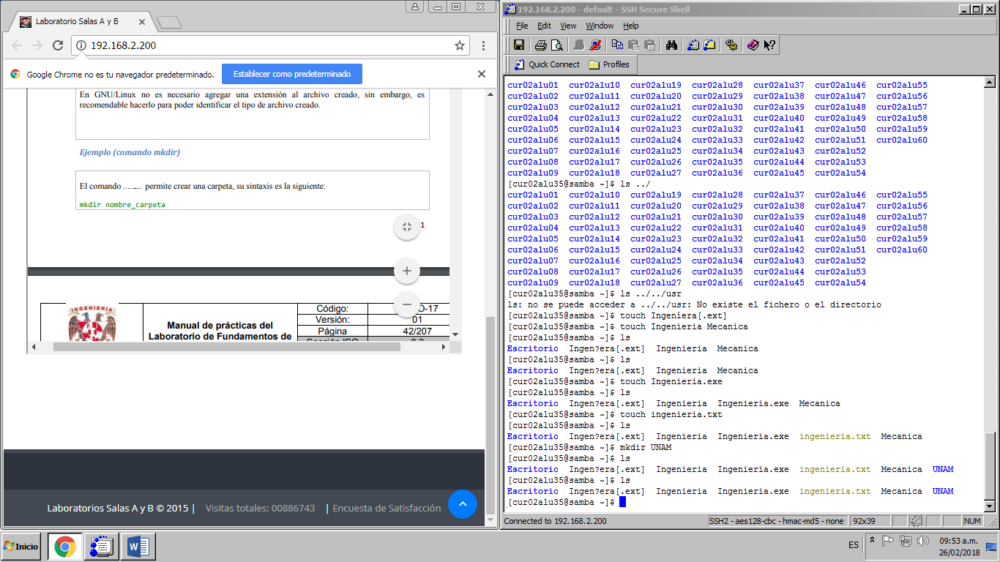 Laboratorio Salas A y B
192.168.2.200
Google Chrome no es tu navegador predeterminado.
Establecer como predeterminado
En GNU/Linux no es necesario agregar una extensión al archivo creado, sin embargo, es
recomendable hacerlo para poder identificar el tipo de archivo creado.
Ejemplo (comando mkdir)
El comando ......... permite crear una carpeta, su sintaxis es la siguiente:
mkdir nombre_carpeta
1
INGENIERIA
Manual de prácticas del
Laboratorio de Fundamentos de
Código:
O-17
Versión:
01
Página
42/207
Sección ISO
8.3
Laboratorios Salas A y B © 2015 | Visitas totales: 00886743 | Encuesta de Satisfacción
192.168.2.200 - default - SSH Secure Shell
File Edit View Window Help
Quick Connect Profiles
cur02alu01 cur02alu10 cur02alu19 cur02alu28 cur02alu37 cur02alu46 cur02alu55
cur02alu02 cur02alu11 cur02alu20 cur02alu29 cur02alu38 cur02alu47 cur02alu56
cur02alu03 cur02alu12 cur02alu21 cur02alu30 cur02alu39 cur02alu48 cur02alu57
cur02alu04 cur02alu13 cur02alu22 cur02alu31 cur02alu40 cur02alu49 cur02alu58
cur02alu05 cur02alu14 cur02alu23 cur02alu32 cur02alu41 cur02alu50 cur02alu59
cur02alu06 cur02alu15 cur02alu24 cur02alu33 cur02alu42 cur02alu51 cur02alu60
cur02alu07 cur02alu16 cur02alu25 cur02alu34 cur02alu43 cur02alu52
cur02alu08 cur02alu17 cur02alu26 cur02alu35 cur02alu44 cur02alu53
cur02alu09 cur02alu18 cur02alu27 cur02alu36 cur02alu45 cur02alu54
[cur02alu35@samba ~]$ ls ../
cur02alu01 cur02alu10 cur02alu19 cur02alu28 cur02alu37 cur02alu46 cur02alu55
cur02alu02 cur02alu11 cur02alu20 cur02alu29 cur02alu38 cur02alu47 cur02alu56
cur02alu03 cur02alu12 cur02alu21 cur02alu30 cur02alu39 cur02alu48 cur02alu57
cur02alu04 cur02alu13 cur02alu22 cur02alu31 cur02alu40 cur02alu49 cur02alu58
cur02alu05 cur02alu14 cur02alu23 cur02alu32 cur02alu41 cur02alu50 cur02alu59
cur02alu06 cur02alu15 cur02alu24 cur02alu33 cur02alu42 cur02alu51 cur02alu60
cur02alu07 cur02alu16 cur02alu25 cur02alu34 cur02alu43 cur02alu52
cur02alu08 cur02alu17 cur02alu26 cur02alu35 cur02alu44 cur02alu53
cur02alu09 cur02alu18 cur02alu27 cur02alu36 cur02alu45 cur02alu54
[cur02alu35@samba ~]$ ls ../../usr
ls: no se puede acceder a ../../usr: No existe el fichero o el directorio
[cur02alu35@samba ~]$ touch Ingeniera[.ext]
[cur02alu35@samba ~]$ touch Ingenieria Mecanica
[cur02alu35@samba ~]$ ls
Escritorio Ingen?era[.ext] Ingenieria Mecanica
[cur02alu35@samba ~]$ ls
Escritorio Ingen?era[.ext] Ingenieria Mecanica
[cur02alu35@samba ~]$ touch Ingenieria.exe
[cur02alu35@samba ~]$ ls
Escritorio Ingen?era[.ext] Ingenieria Ingenieria.exe Mecanica
[cur02alu35@samba ~]$ touch ingenieria.txt
[cur02alu35@samba ~]$ ls
Escritorio Ingen?era[.ext] Ingenieria Ingenieria.exe ingenieria.txt Mecanica
[cur02alu35@samba ~]$ mkdir UNAM
[cur02alu35@samba ~]$ ls
Escritorio Ingen?era[.ext] Ingenieria Ingenieria.exe ingenieria.txt Mecanica UNAM
[cur02alu35@samba ~]$ ls
Escritorio Ingen?era[.ext] Ingenieria Ingenieria.exe ingenieria.txt Mecanica UNAM
[cur02alu35@samba ~]$
Connected to 192.168.2.200 SSH2 - aes128-cbc - hmac-md5 - none 92x39 NUM
Inicio
ES
09:53 a.m.
26/02/2018